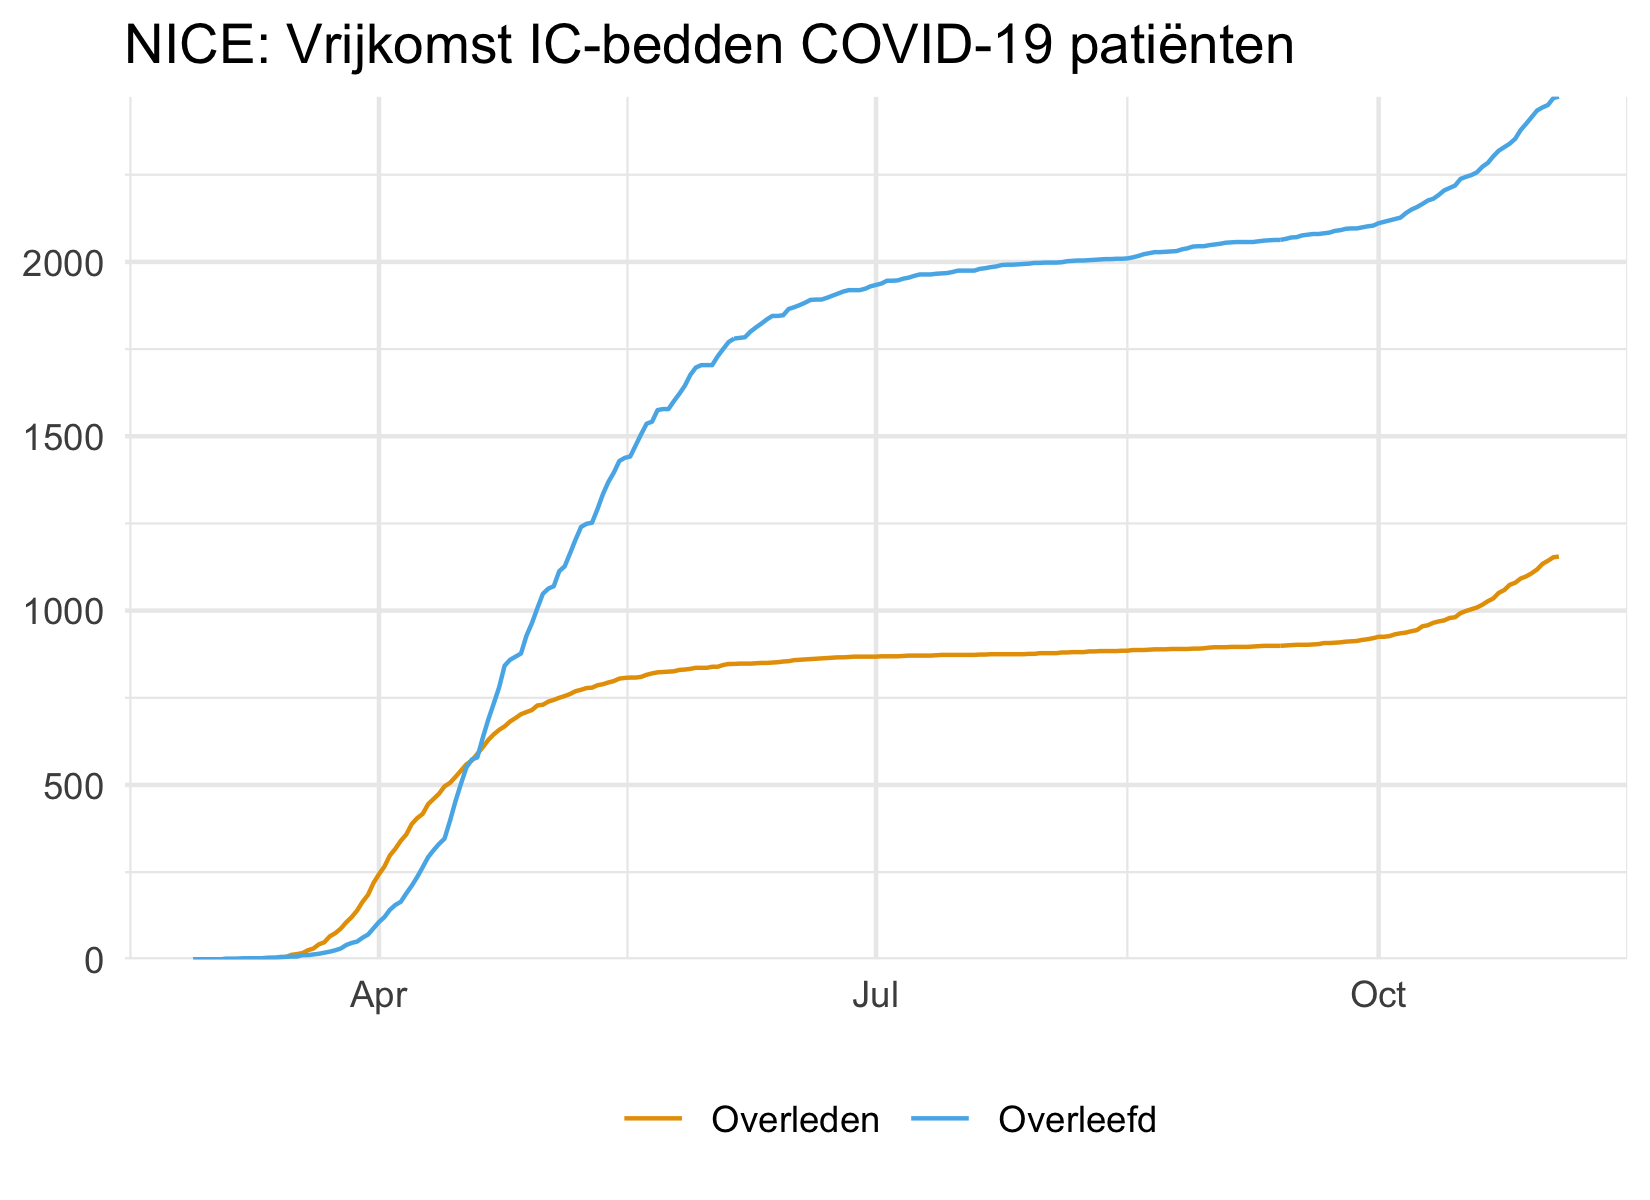 NICE: Vrijkomst IC-bedden COVID-19 patiënten
2000
1500
1000
500
0
Apr Jul Oct
Overleden Overleefd